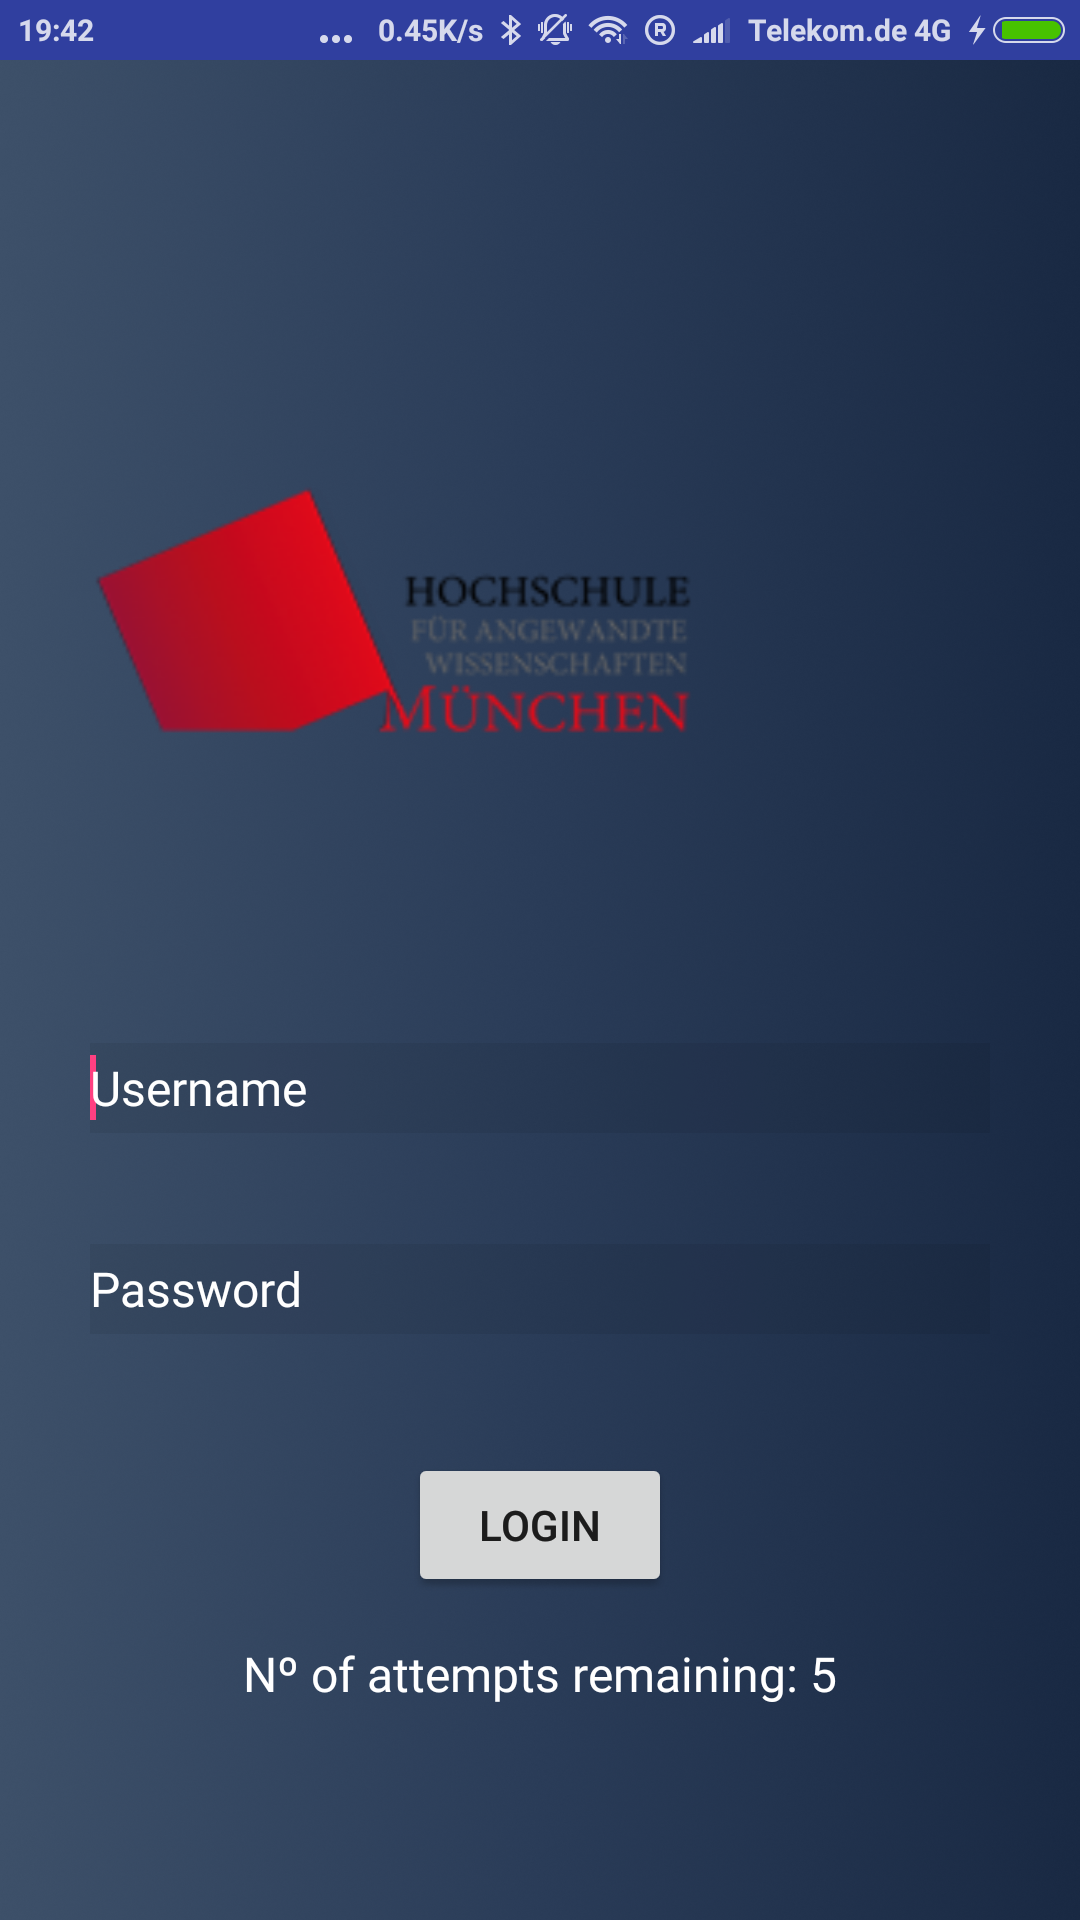 19:42 ... 0.45K/s R Telekom.de 4G
HOCHSCHULE
FÜR ANGEWANDTE
WISSENSCHAFTEN
MÜNCHEN
Username
Password
LOGIN
Nº of attempts remaining: 5